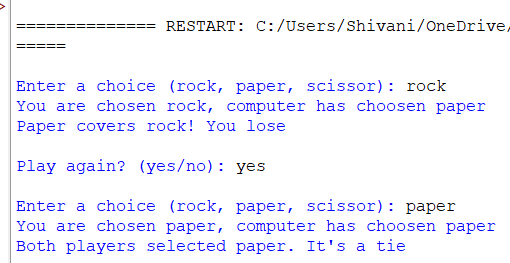 ============== RESTART: C:/Users/Shivani/OneDrive/
=====
Enter a choice (rock, paper, scissor): rock
You are chosen rock, computer has choosen paper
Paper covers rock! You lose
Play again? (yes/no): yes
Enter a choice (rock, paper, scissor): paper
You are chosen paper, computer has choosen paper
Both players selected paper. It's a tie